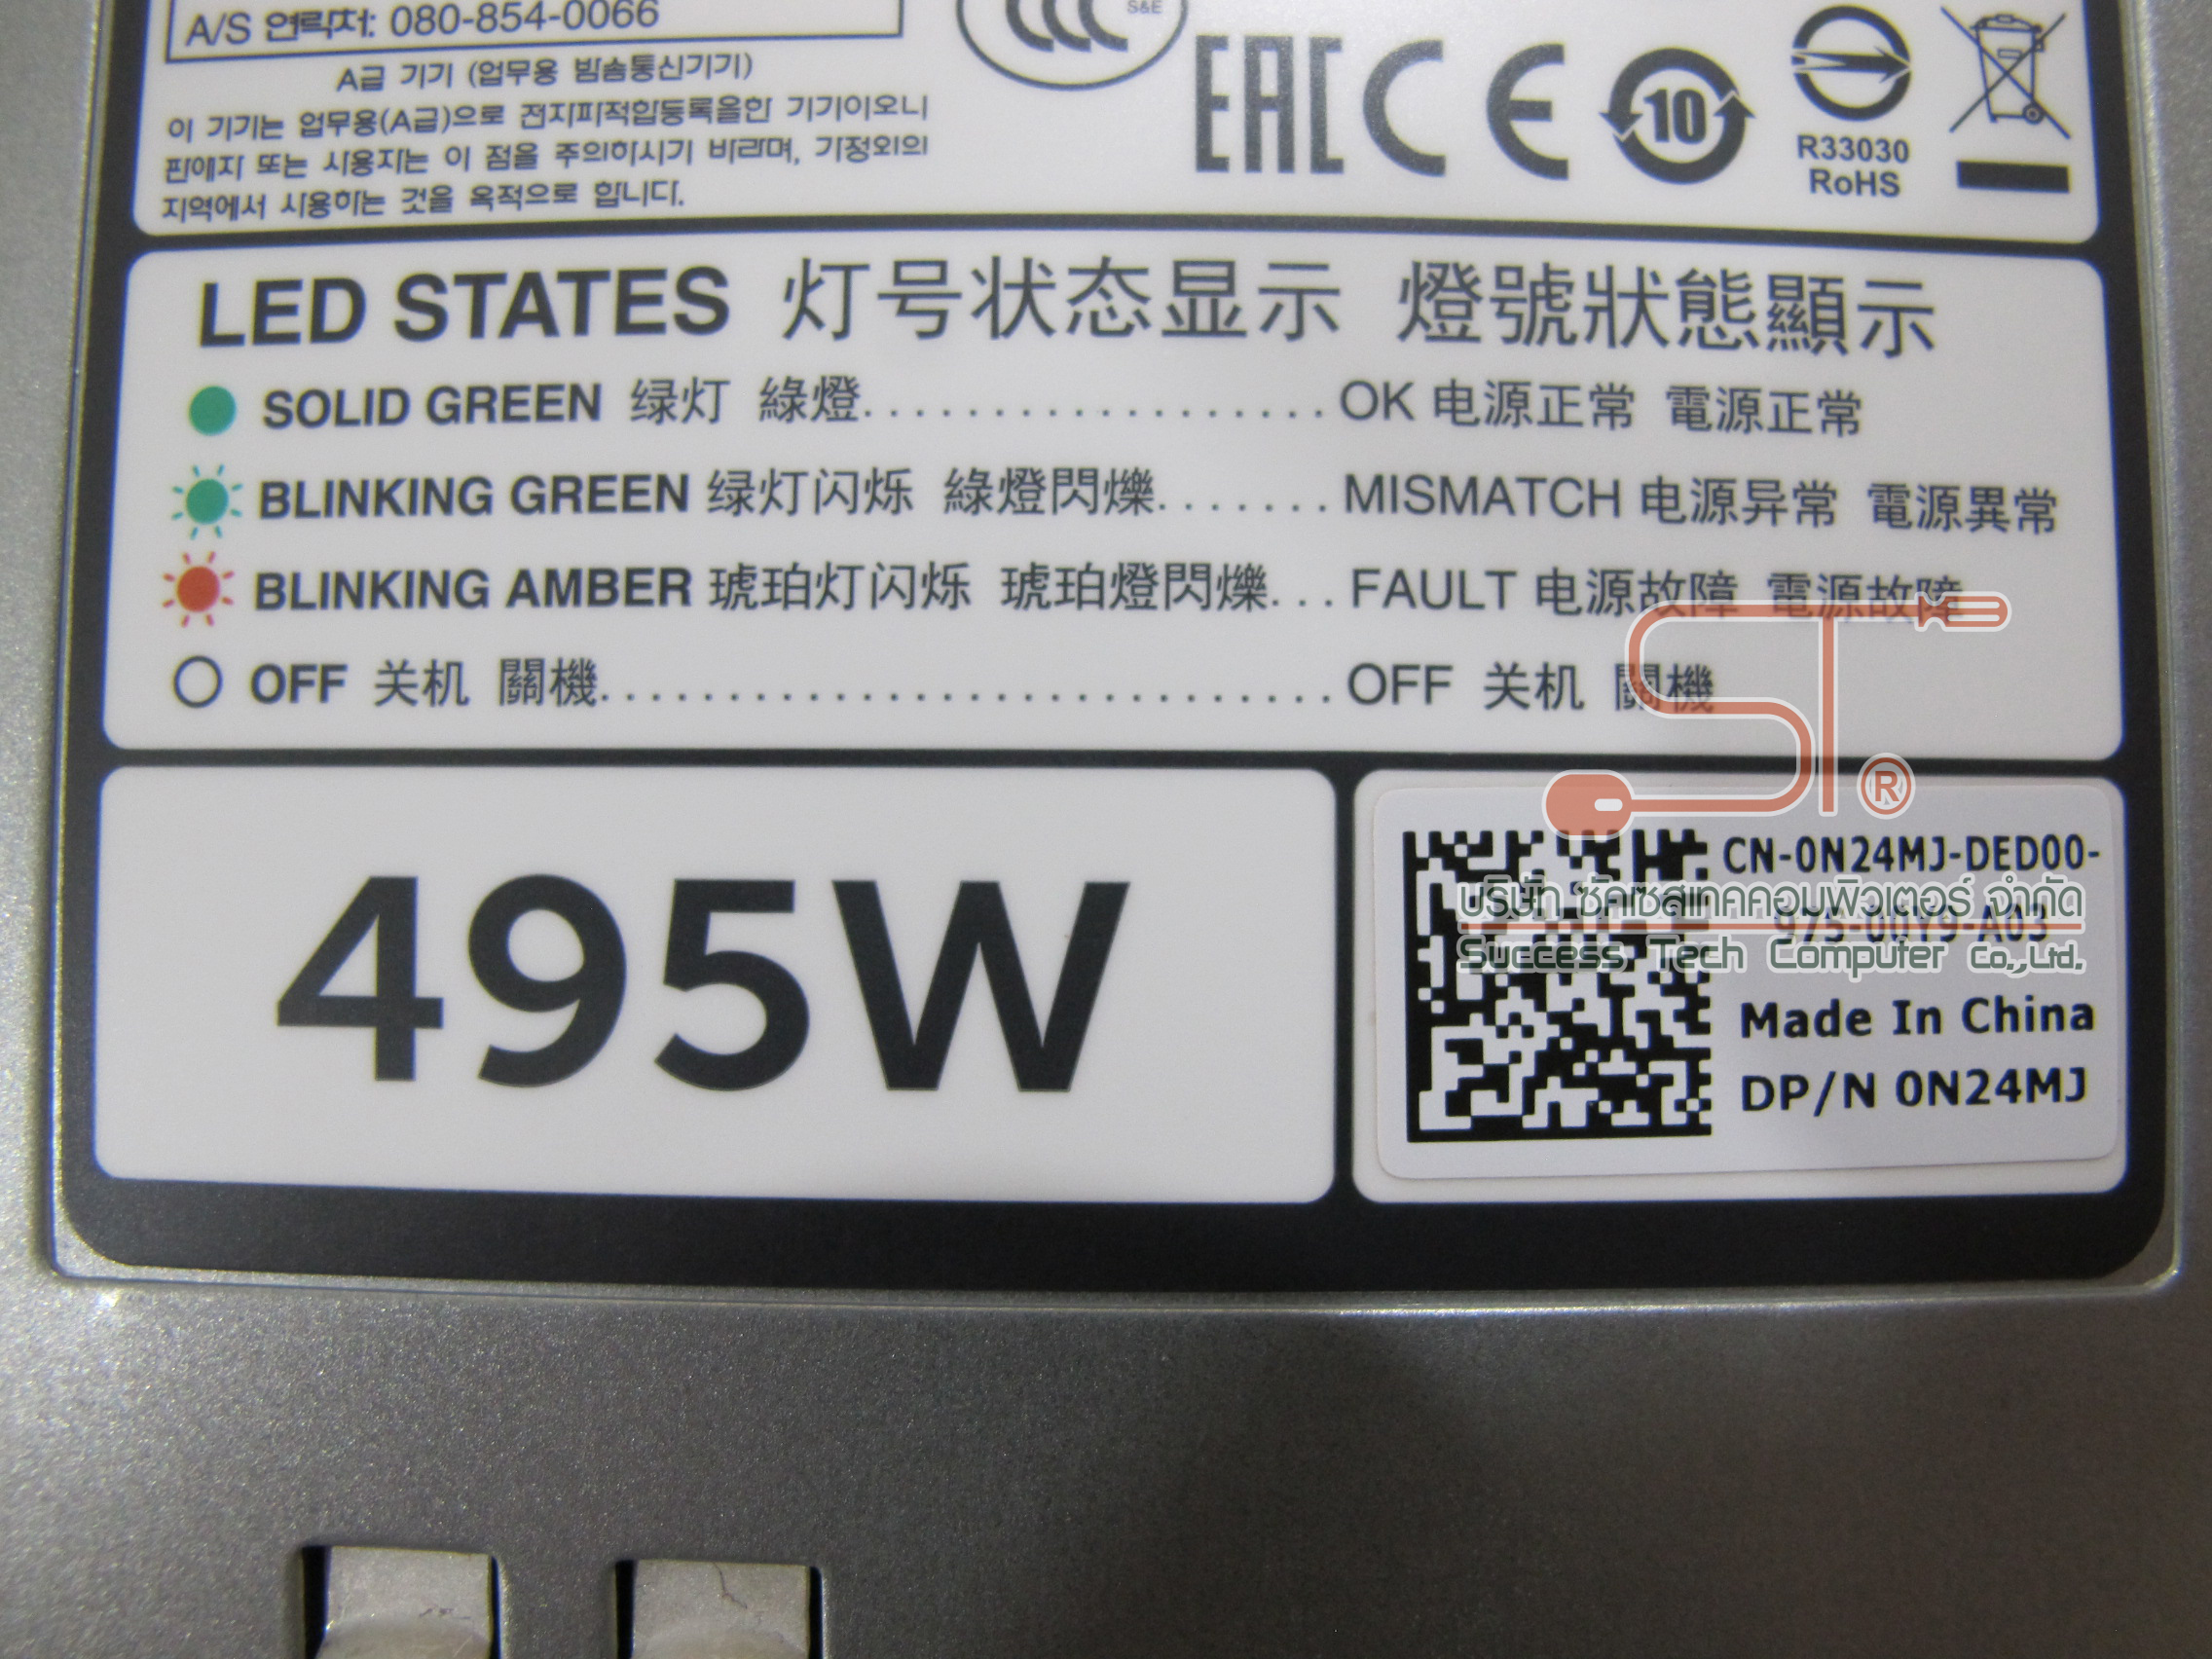 A/S 연락처: 080-854-0066
A급 기기 (업무용 방송통신기기)
이 기기는 업무용(A급)으로 전자파적합등록을한 기기이오니
판매자 또는 사용자는 이 점을 주의하시기 바라며, 가정외의
지역에서 사용하는 것을 목적으로 합니다.
S&E
EAC CE
10
R33030
RoHS
LED STATES 灯号状态显示 燈號狀態顯示
SOLID GREEN 绿灯 綠燈..................OK 电源正常 電源正常
BLINKING GREEN 绿灯闪烁 綠燈閃爍.......MISMATCH 电源异常 電源異常
BLINKING AMBER 琥珀灯闪烁 琥珀燈閃爍...FAULT 电源故障 電源故障
OFF 关机 關機.............................OFF 关机 關機
ST ®
495W
CN-0N24MJ-DED00-
975-00Y9-A03
บริษัท ซัคเซสเทคคอมพิวเตอร์ จำกัด
Success Tech Computer Co.,Ltd.
Made In China
DP/N 0N24MJ